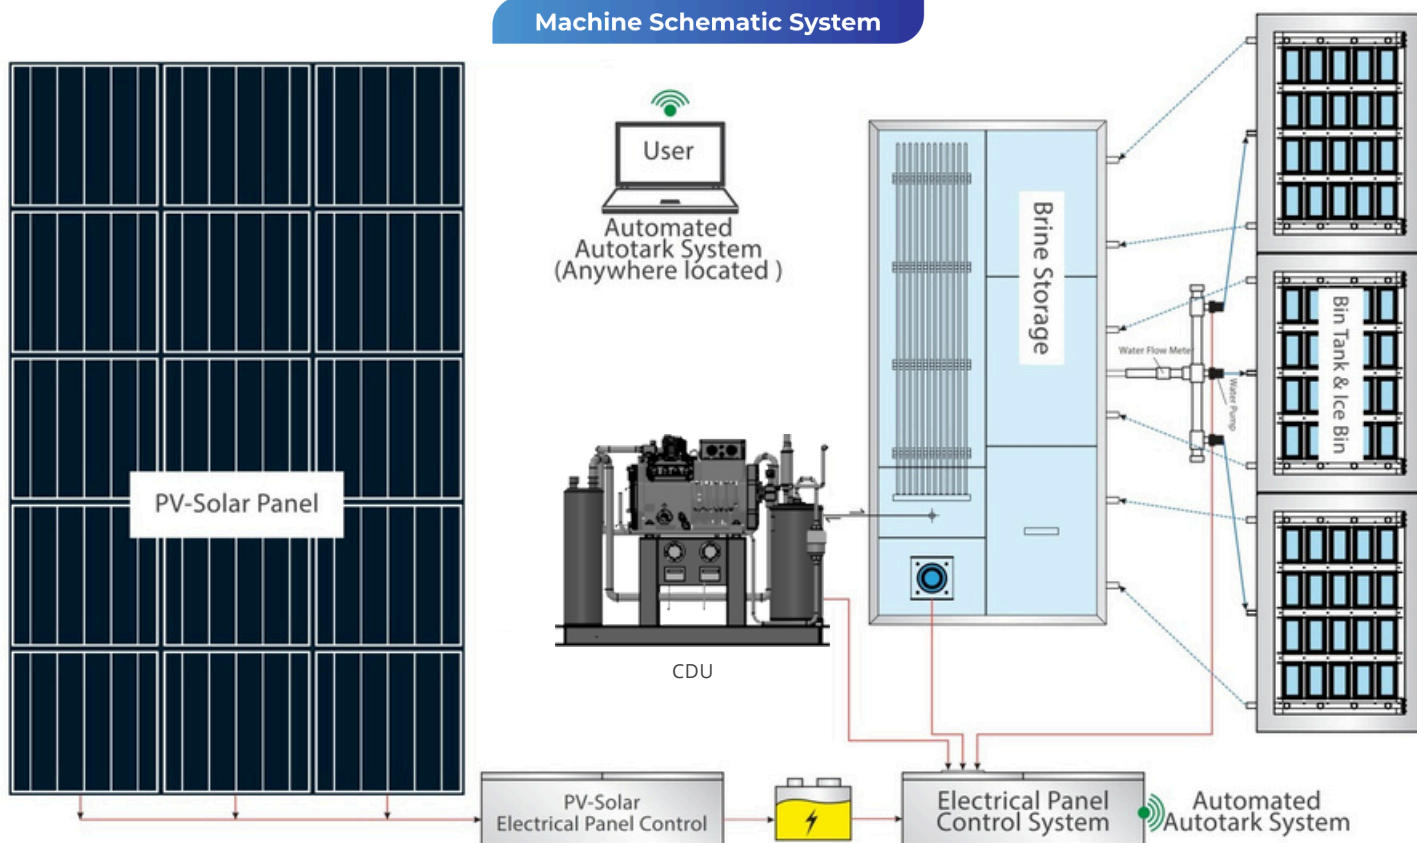 Machine Schematic System
User
Automated
Autotark System
(Anywhere located )
Brine Storage
Water Flow Meter
Water Pump
Bin Tank & Ice Bin
PV-Solar Panel
CDU
PV-Solar
Electrical Panel Control
Electrical Panel
Control System
Automated
Autotark System